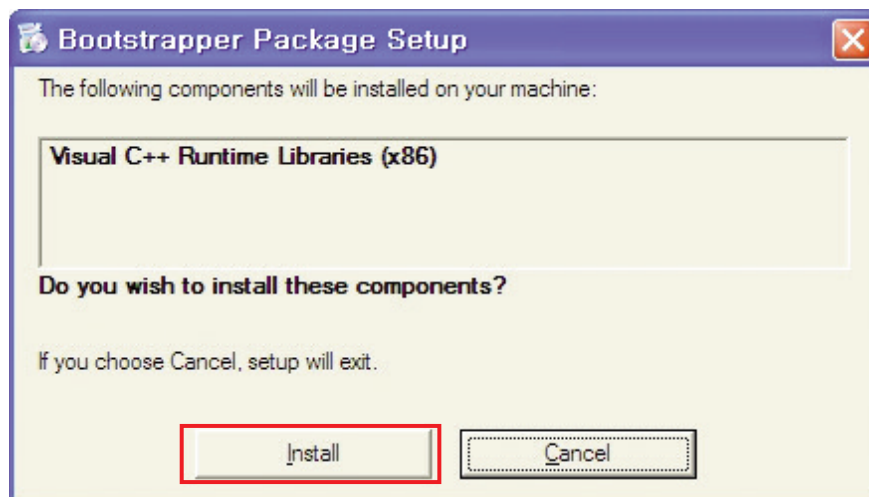 Bootstrapper Package Setup
The following components will be installed on your machine:
Visual C++ Runtime Libraries (x86)
Do you wish to install these components?
If you choose Cancel, setup will exit.
Install
Cancel